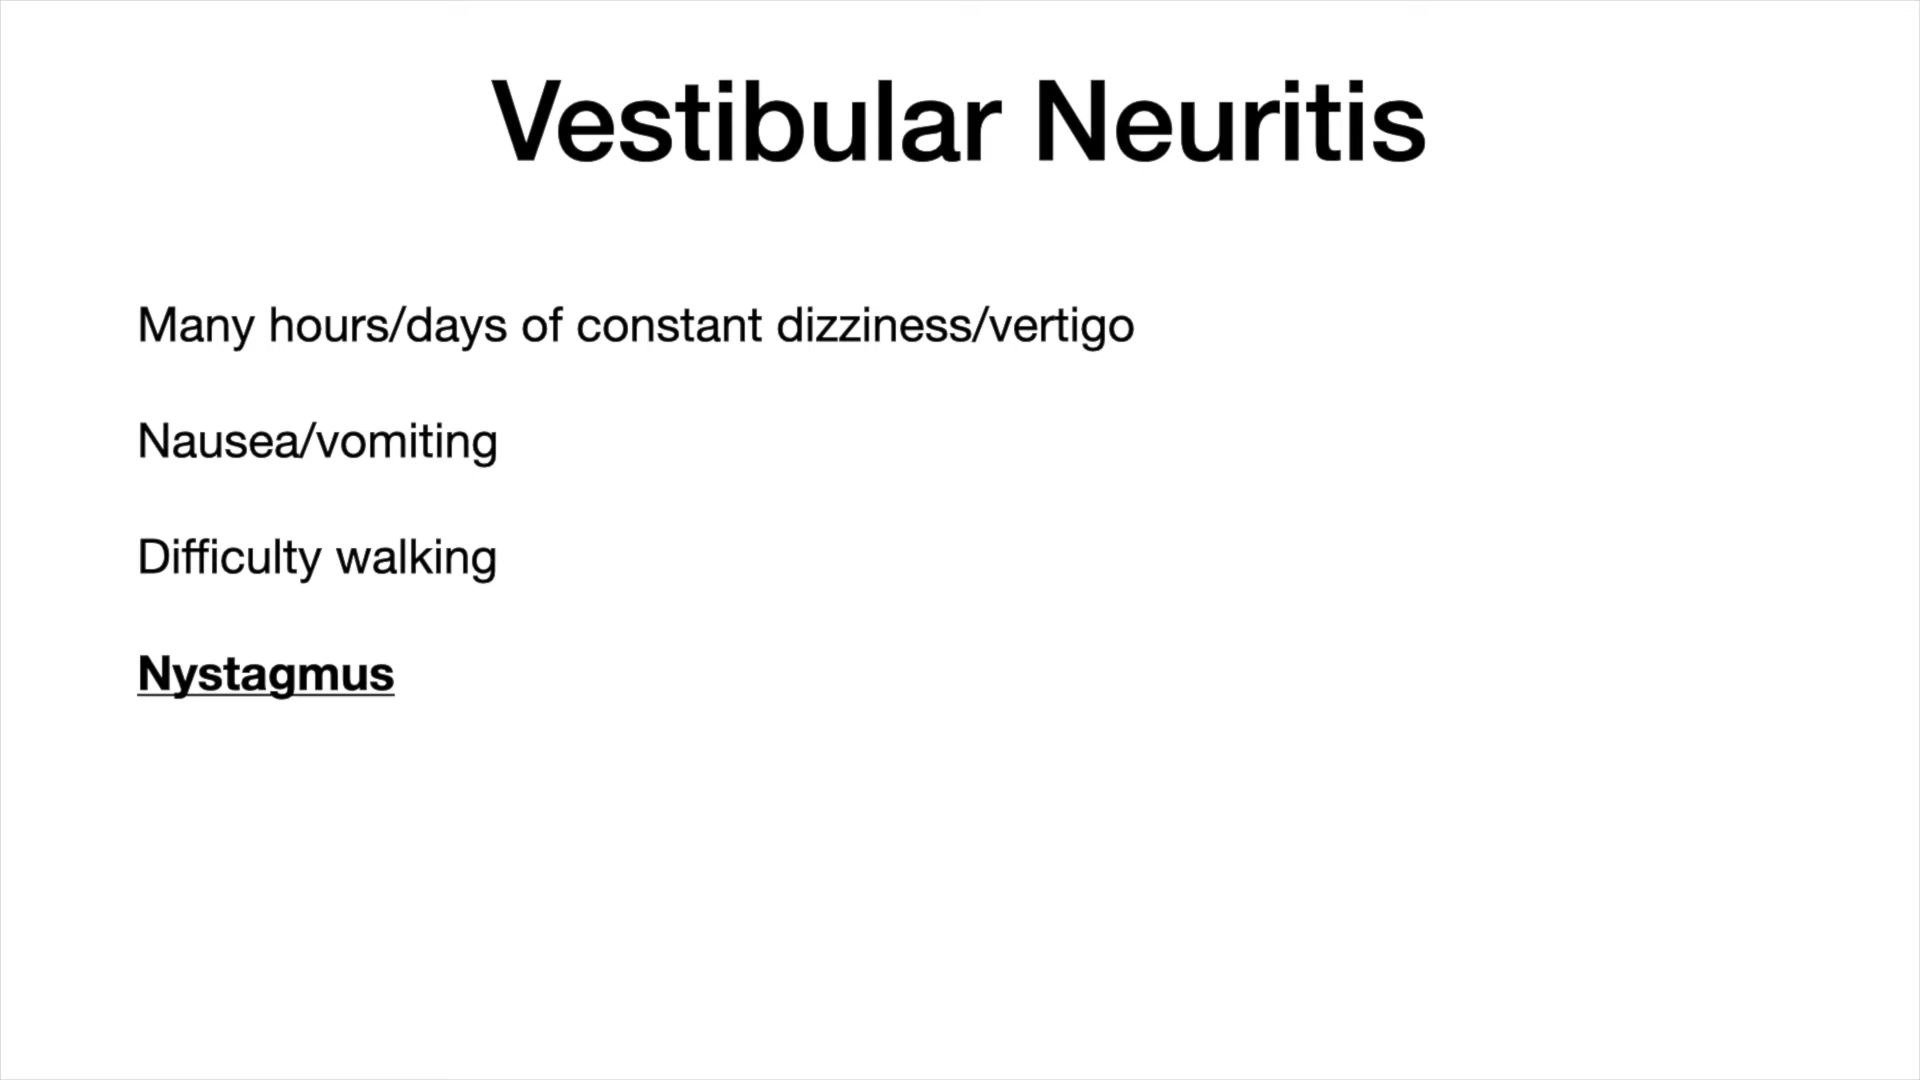 Vestibular Neuritis
Many hours/days of constant dizziness/vertigo
Nausea/vomiting
Difficulty walking
Nystagmus